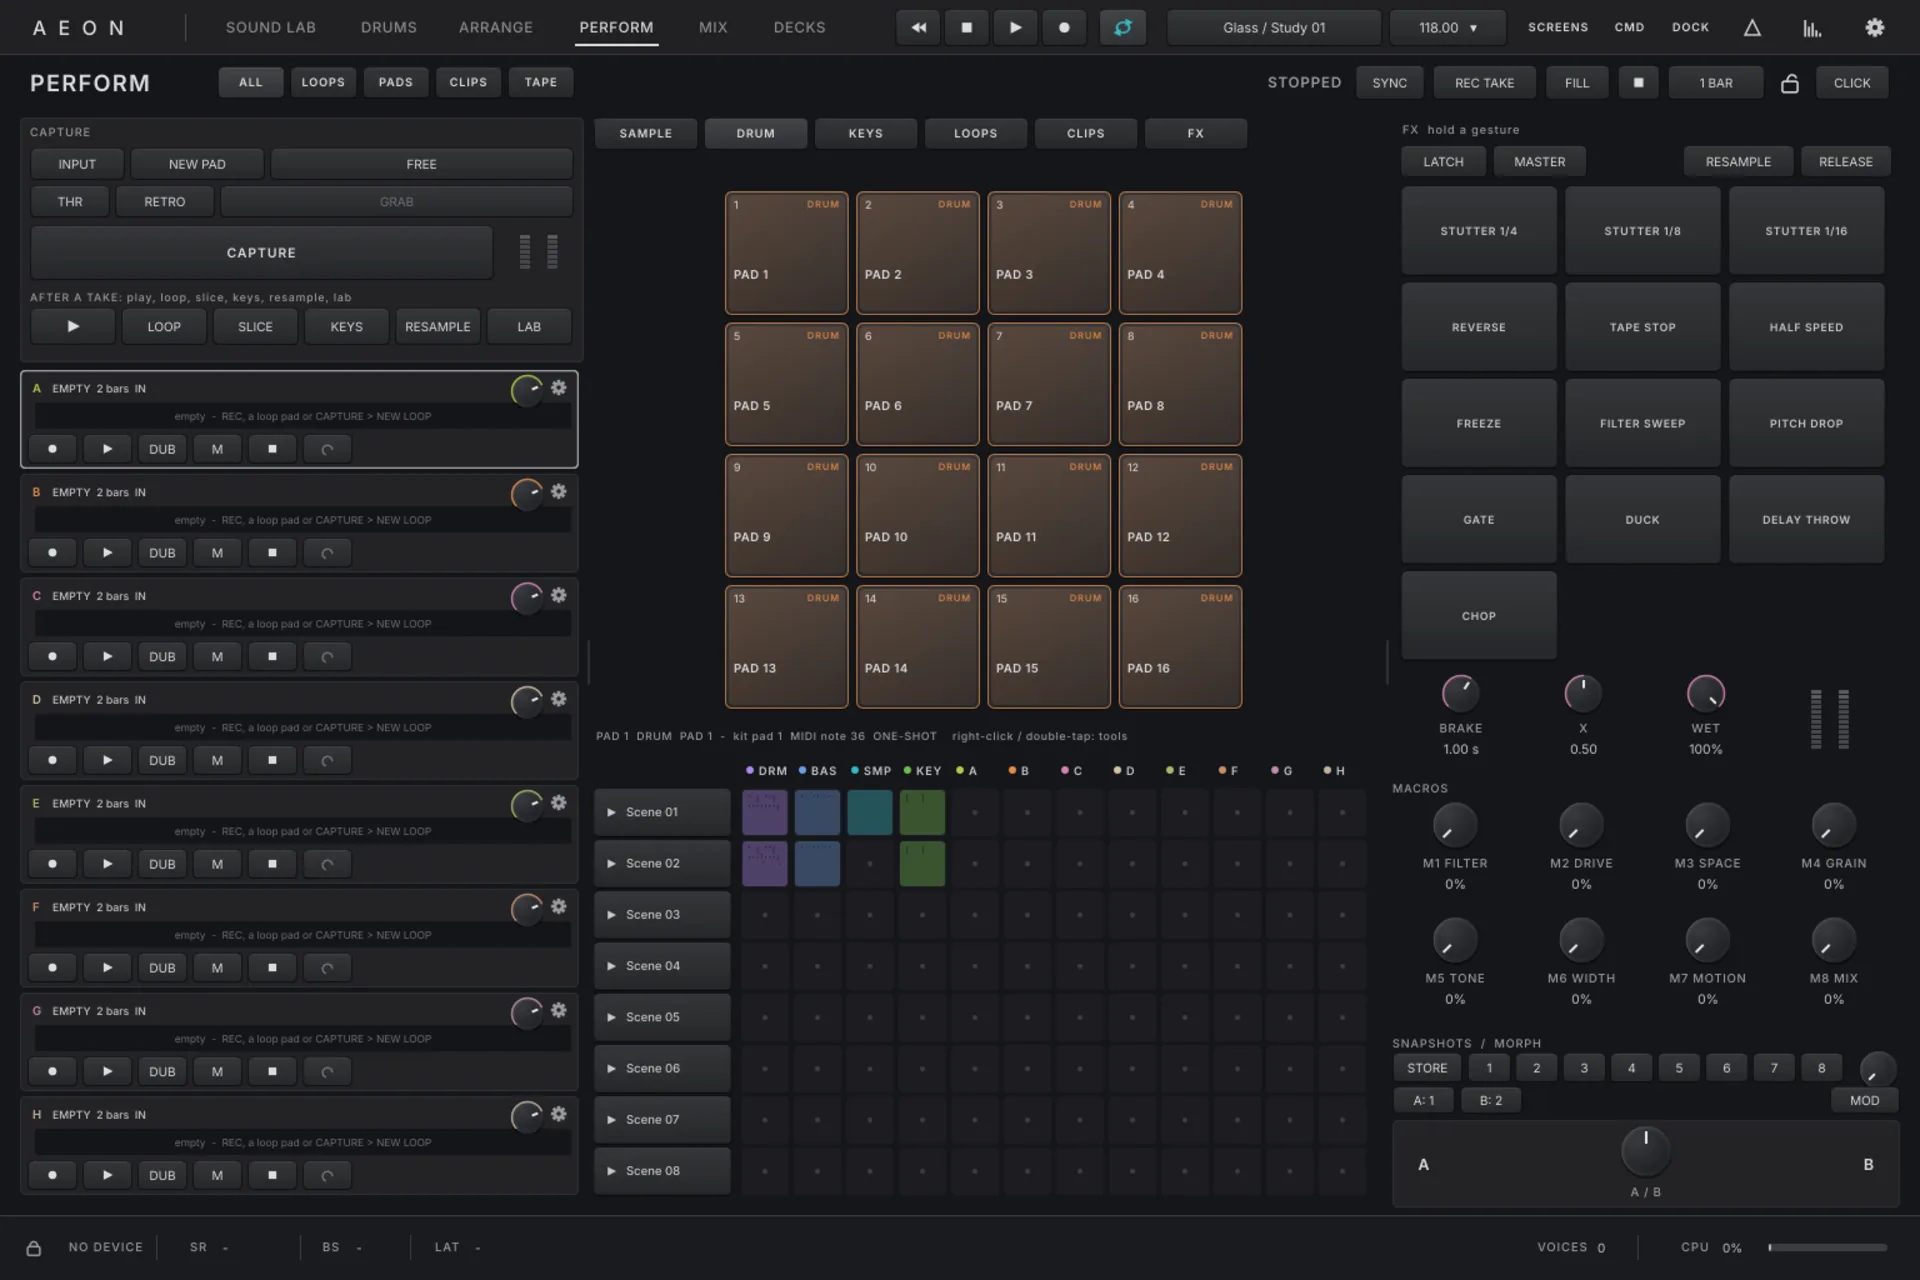 AEON SOUND LAB DRUMS ARRANGE PERFORM MIX DECKS Glass / Study 01 118.00 SCREENS CMD DOCK
PERFORM ALL LOOPS PADS CLIPS TAPE STOPPED SYNC REC TAKE FILL 1 BAR CLICK
CAPTURE
INPUT NEW PAD FREE
THR RETRO GRAB
CAPTURE
AFTER A TAKE: play, loop, slice, keys, resample, lab
LOOP SLICE KEYS RESAMPLE LAB
A EMPTY 2 bars IN
empty - REC, a loop pad or CAPTURE > NEW LOOP
DUB M
B EMPTY 2 bars IN
empty - REC, a loop pad or CAPTURE > NEW LOOP
DUB M
C EMPTY 2 bars IN
empty - REC, a loop pad or CAPTURE > NEW LOOP
DUB M
D EMPTY 2 bars IN
empty - REC, a loop pad or CAPTURE > NEW LOOP
DUB M
E EMPTY 2 bars IN
empty - REC, a loop pad or CAPTURE > NEW LOOP
DUB M
F EMPTY 2 bars IN
empty - REC, a loop pad or CAPTURE > NEW LOOP
DUB M
G EMPTY 2 bars IN
empty - REC, a loop pad or CAPTURE > NEW LOOP
DUB M
H EMPTY 2 bars IN
empty - REC, a loop pad or CAPTURE > NEW LOOP
DUB M
SAMPLE DRUM KEYS LOOPS CLIPS FX
1 DRUM 2 DRUM 3 DRUM 4 DRUM
PAD 1 PAD 2 PAD 3 PAD 4
5 DRUM 6 DRUM 7 DRUM 8 DRUM
PAD 5 PAD 6 PAD 7 PAD 8
9 DRUM 10 DRUM 11 DRUM 12 DRUM
PAD 9 PAD 10 PAD 11 PAD 12
13 DRUM 14 DRUM 15 DRUM 16 DRUM
PAD 13 PAD 14 PAD 15 PAD 16
PAD 1 DRUM PAD 1 - kit pad 1 MIDI note 36 ONE-SHOT right-click / double-tap: tools
DRM BAS SMP KEY A B C D E F G H
Scene 01
Scene 02
Scene 03
Scene 04
Scene 05
Scene 06
Scene 07
Scene 08
FX hold a gesture
LATCH MASTER RESAMPLE RELEASE
STUTTER 1/4 STUTTER 1/8 STUTTER 1/16
REVERSE TAPE STOP HALF SPEED
FREEZE FILTER SWEEP PITCH DROP
GATE DUCK DELAY THROW
CHOP
BRAKE X WET
1.00 s 0.50 100%
MACROS
M1 FILTER M2 DRIVE M3 SPACE M4 GRAIN
0% 0% 0% 0%
M5 TONE M6 WIDTH M7 MOTION M8 MIX
0% 0% 0% 0%
SNAPSHOTS / MORPH
STORE 1 2 3 4 5 6 7 8
A: 1 B: 2 MOD
A B
A / B
NO DEVICE SR - BS - LAT - VOICES 0 CPU 0%